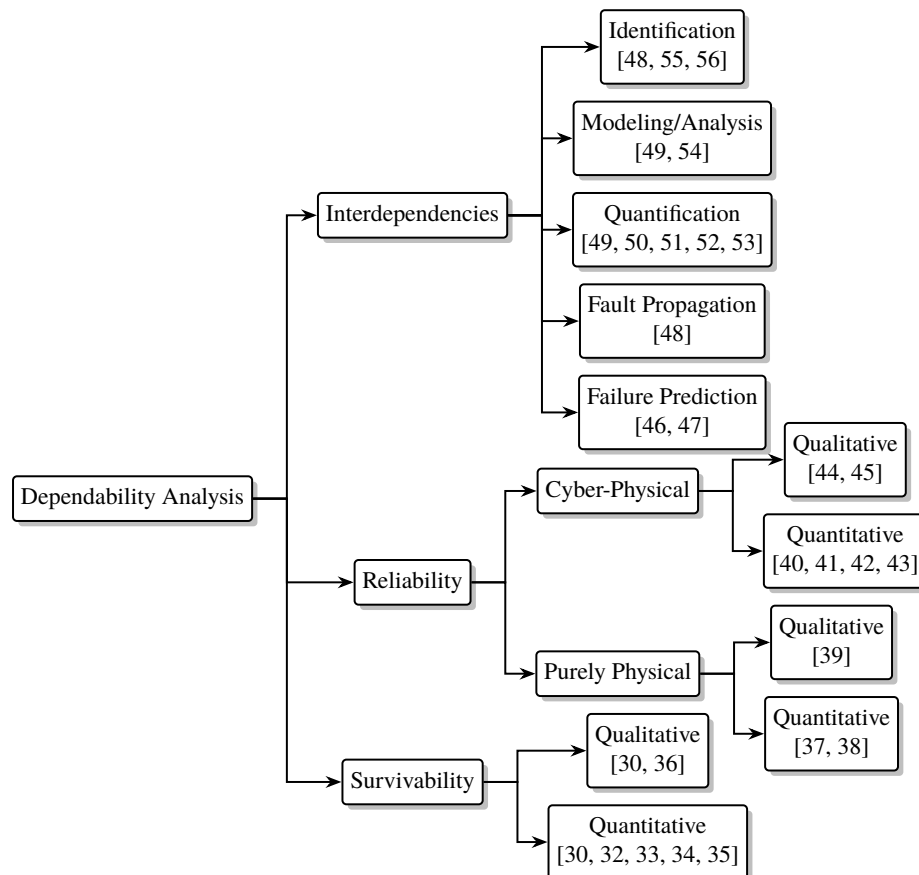 Identification
[48, 55, 56]
Modeling/Analysis
[49, 54]
Interdependencies
Quantification
[49, 50, 51, 52, 53]
Fault Propagation
[48]
Failure Prediction
[46, 47]
Qualitative
[44, 45]
Dependability Analysis
Cyber-Physical
Quantitative
[40, 41, 42, 43]
Reliability
Qualitative
[39]
Purely Physical
Quantitative
[37, 38]
Qualitative
[30, 36]
Survivability
Quantitative
[30, 32, 33, 34, 35]